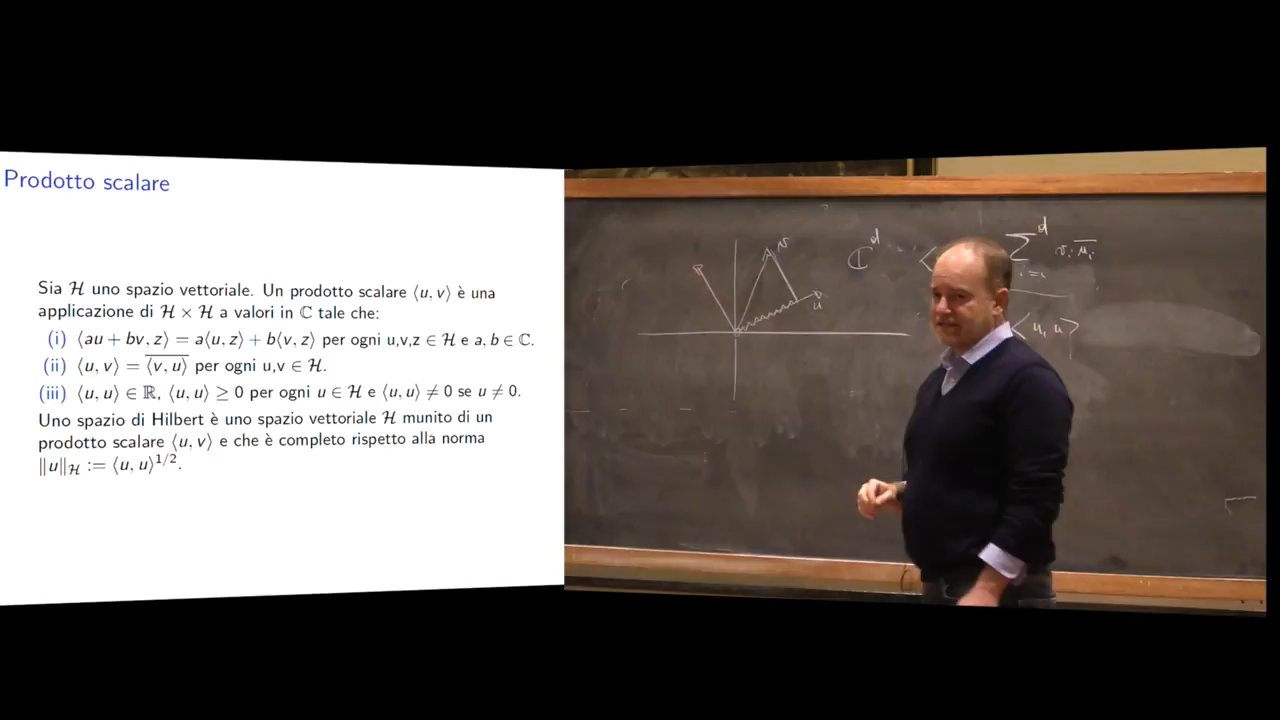 Prodotto scalare
Sia ℋ uno spazio vettoriale. Un prodotto scalare ⟨u, v⟩ è una
applicazione di ℋ × ℋ a valori in ℂ tale che:
(i) ⟨au + bv, z⟩ = a⟨u, z⟩ + b⟨v, z⟩ per ogni u,v,z ∈ ℋ e a, b ∈ ℂ.
(ii) ⟨u, v⟩ = \overline{⟨v, u⟩} per ogni u,v ∈ ℋ.
(iii) ⟨u, u⟩ ∈ ℝ, ⟨u, u⟩ ≥ 0 per ogni u ∈ ℋ e ⟨u, u⟩ ≠ 0 se u ≠ 0.
Uno spazio di Hilbert è uno spazio vettoriale ℋ munito di un
prodotto scalare ⟨u, v⟩ e che è completo rispetto alla norma
‖u‖_ℋ := ⟨u, u⟩^{1/2}.
v
u
ℂ^d
⟨u, u⟩